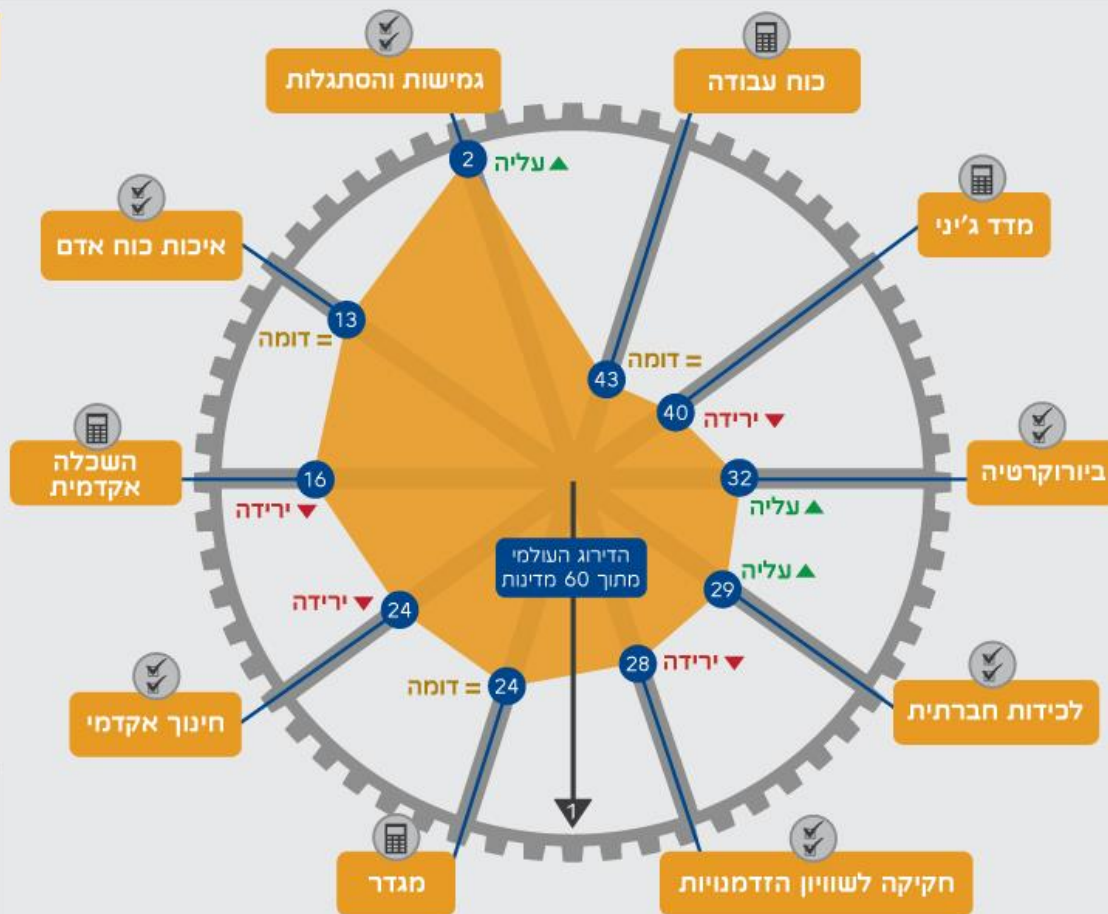 גמישות והסתגלות
כוח עבודה
2
עליה
מדד ג'יני
איכות כוח אדם
13
= דומה
43
= דומה
40
ירידה
השכלה
אקדמית
16
ירידה
32
עליה
ביורוקרטיה
הדירוג העולמי
מתוך 60 מדינות
29
עליה
24
ירידה
28
ירידה
24
= דומה
לכידות חברתית
חינוך אקדמי
1
מגדר
חקיקה לשוויון הזדמנויות